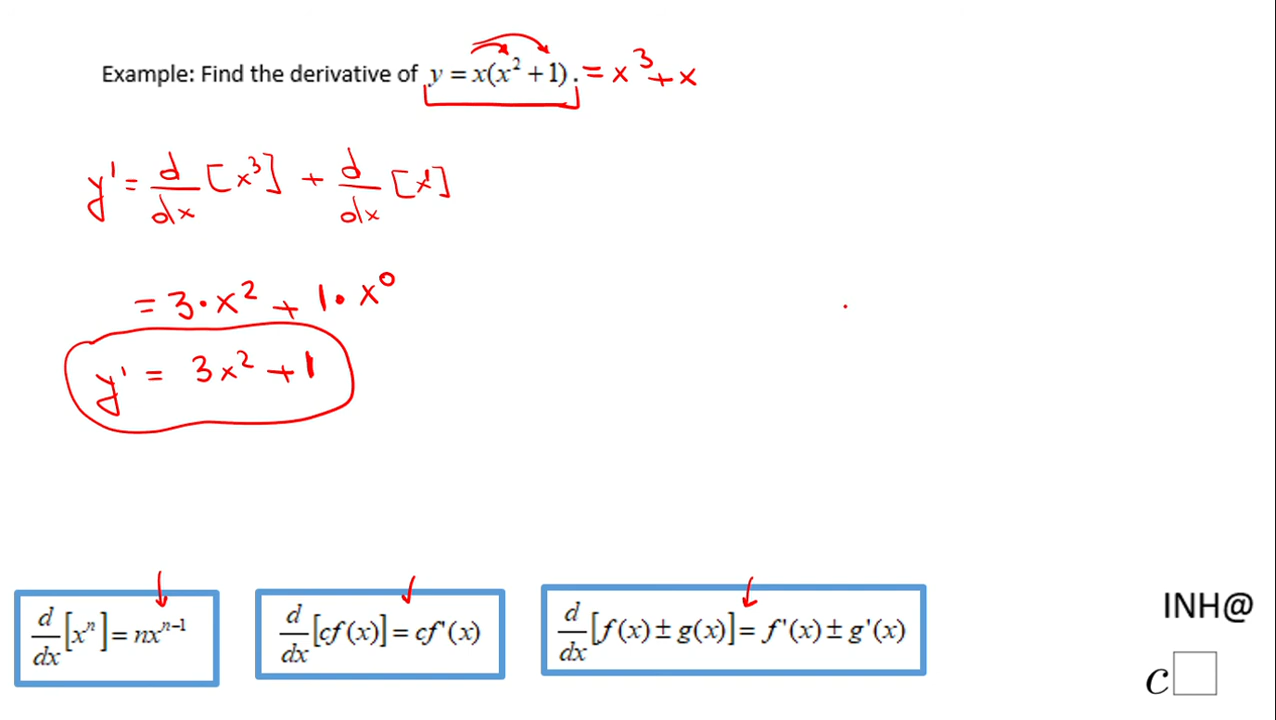 Example: Find the derivative of y = x(x² + 1). = x³ + x
y' = d/dx [x³] + d/dx [x¹]
= 3 · x² + 1 · x⁰
y' = 3x² + 1
d/dx [xⁿ] = nxⁿ⁻¹
d/dx [cf(x)] = cf'(x)
d/dx [f(x) ± g(x)] = f'(x) ± g'(x)
INH@
c□